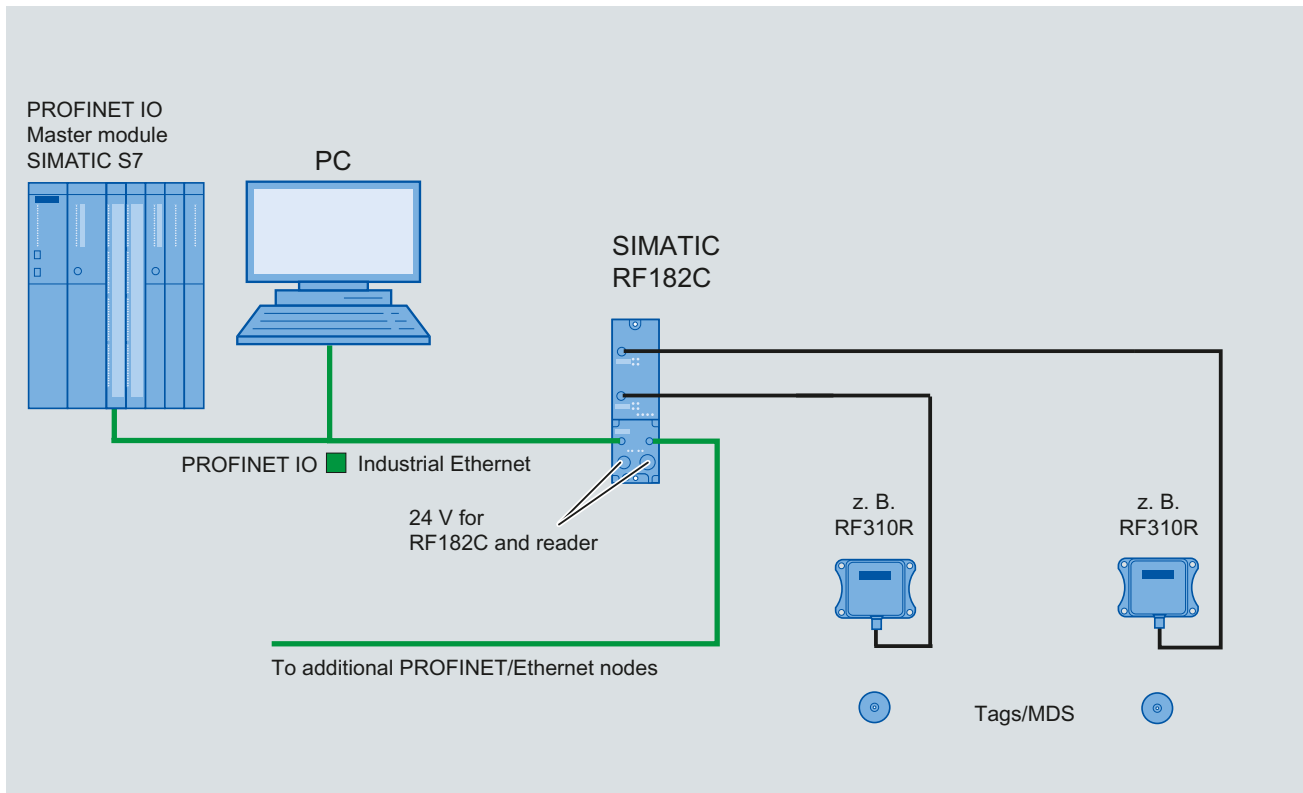 PROFINET IO
Master module
SIMATIC S7
PC
SIMATIC
RF182C
PROFINET IO
Industrial Ethernet
24 V for
RF182C and reader
z. B.
RF310R
z. B.
RF310R
To additional PROFINET/Ethernet nodes
Tags/MDS